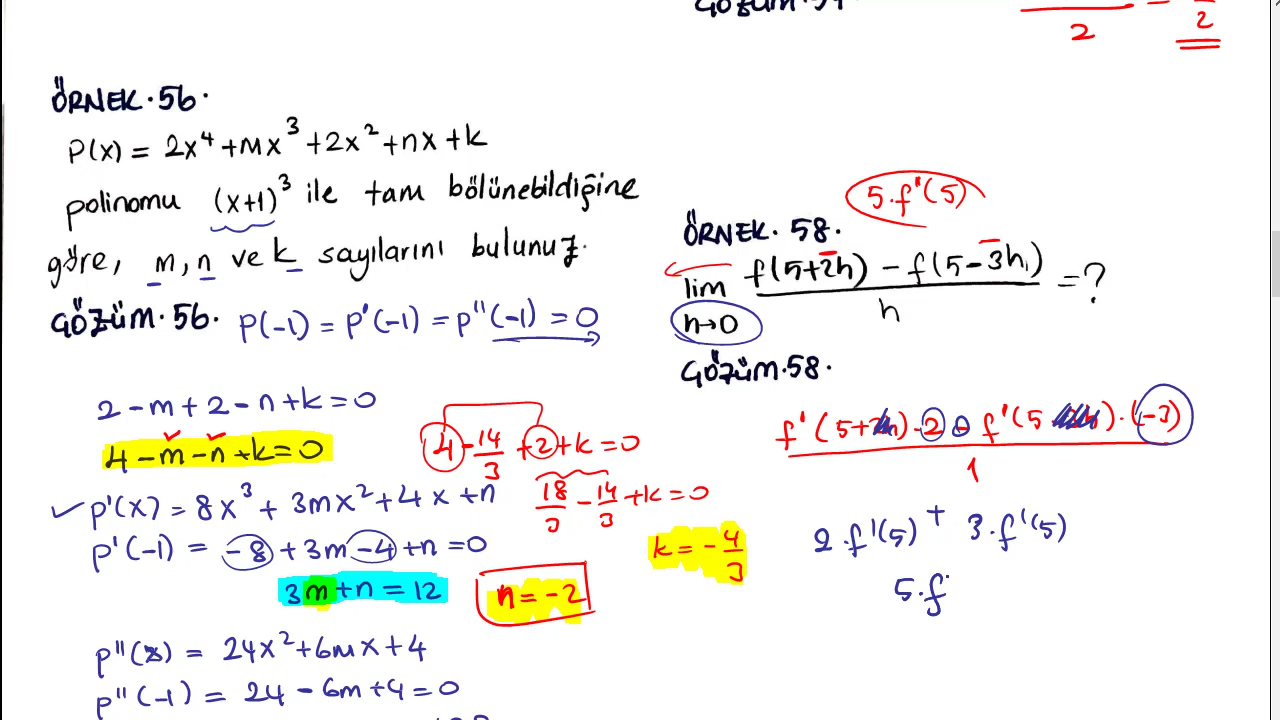 ÖRNEK.56.
P(x) = 2x⁴+mx³+2x²+nx+k
polinomu (x+1)³ ile tam bölünebildiğine
göre, m, n ve k sayılarını bulunuz.
GÖZÜM.56. P(-1) = P'(-1) = P''(-1) = 0
2-m+2-n+k=0
4-m-n+k=0
4-14/3+2+k=0
P'(x) = 8x³+3mx²+4x+n
18/3-14/3+k=0
P'(-1) = -8+3m-4+n=0
k=-4/3
3m+n=12
n=-2
P''(x) = 24x²+6mx+4
P''(-1) = 24-6m+4=0
2
2
5.f'(5)
ÖRNEK.58.
lim h→0 f(5+2h)-f(5-3h) / h =?
GÖZÜM.58.
f'(5+2h).2 - f'(5).(-3)
1
2.f'(5) + 3.f'(5)
5.f